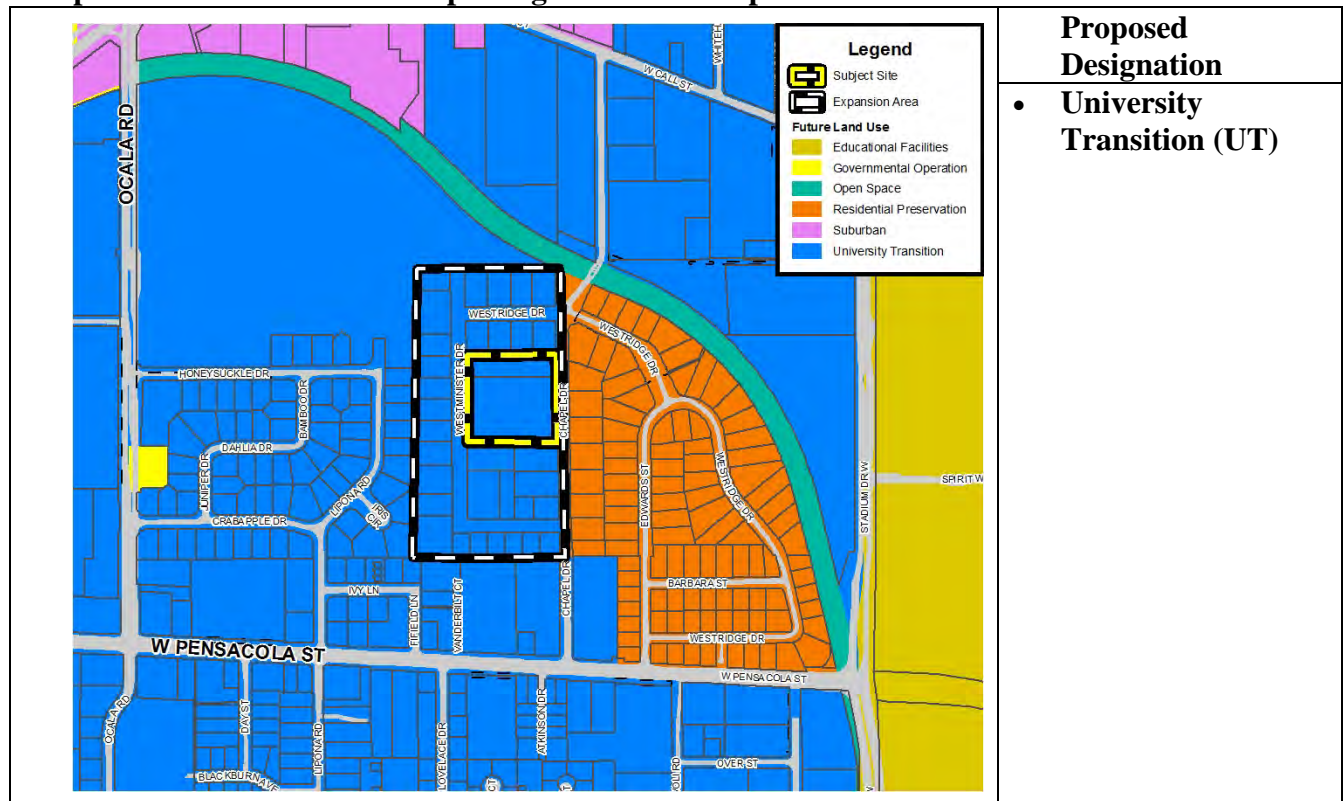 Proposed
Designation
• University
Transition (UT)
Legend
Subject Site
Expansion Area
Future Land Use
Educational Facilities
Governmental Operation
Open Space
Residential Preservation
Suburban
University Transition
W CALL ST
OCALA RD
WESTRIDGE DR
WESTRIDGE DR
HONEYSUCKLE DR
BAMBOO DR
WESTMINISTER DR
CHAPEL DR
DAHLIA DR
JUNIPER DR
LIPONA RD
IRIS CIR
CRABAPPLE DR
EDWARDS ST
WESTRIDGE DR
STADIUM DR W
SPIRIT W
IVY LN
FIFIELD LN
VANDERBILT CT
CHAPEL DR
BARBARA ST
WESTRIDGE DR
W PENSACOLA ST
W PENSACOLA ST
OCALA RD
DAY ST
LIPONA RD
LOVELACE DR
ATKINSON DR
OVER ST
BLACKBURN AVE
CT